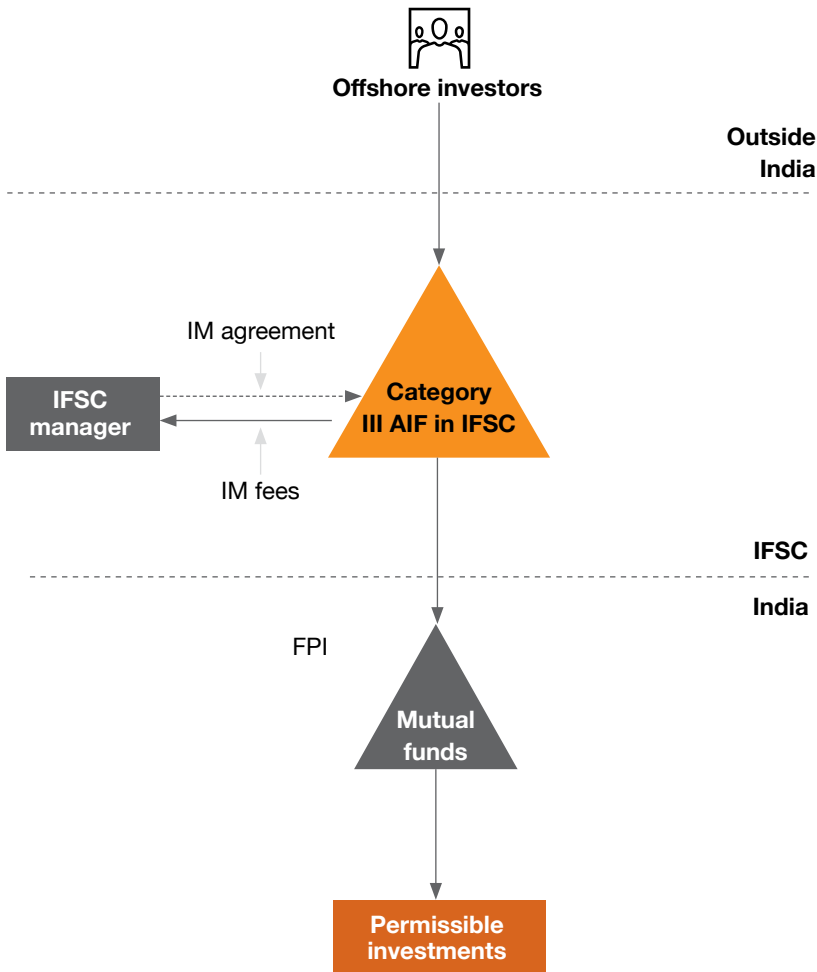 Offshore investors
Outside
India
IM agreement
IFSC
manager
Category
III AIF in IFSC
IM fees
IFSC
India
FPI
Mutual
funds
Permissible
investments